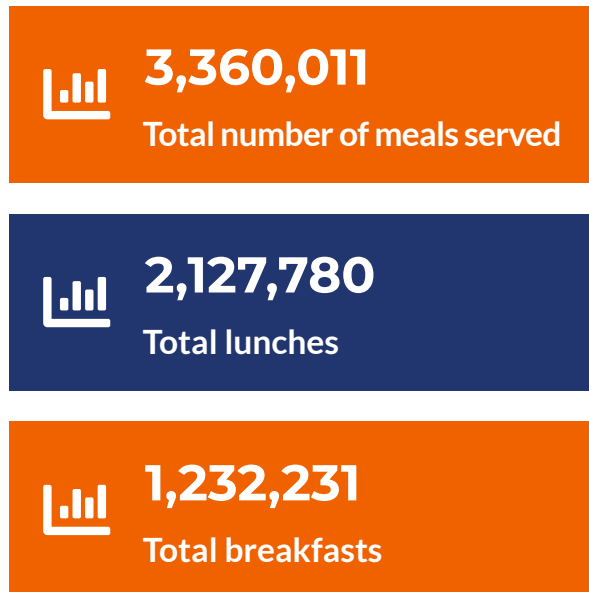 3,360,011
Total number of meals served
2,127,780
Total lunches
1,232,231
Total breakfasts